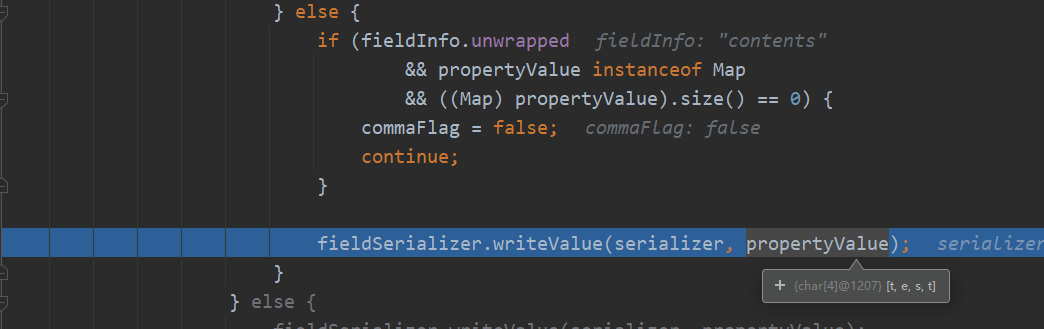 } else {
if (fieldInfo.unwrapped fieldInfo: "contents"
&& propertyValue instanceof Map
&& ((Map) propertyValue).size() == 0) {
commaFlag = false; commaFlag: false
continue;
}
fieldSerializer.writeValue(serializer, propertyValue); serializer
}
+ {char[4]@1207} [t, e, s, t]
} else {
fieldSerializer.writeValue(serializer, propertyValue);